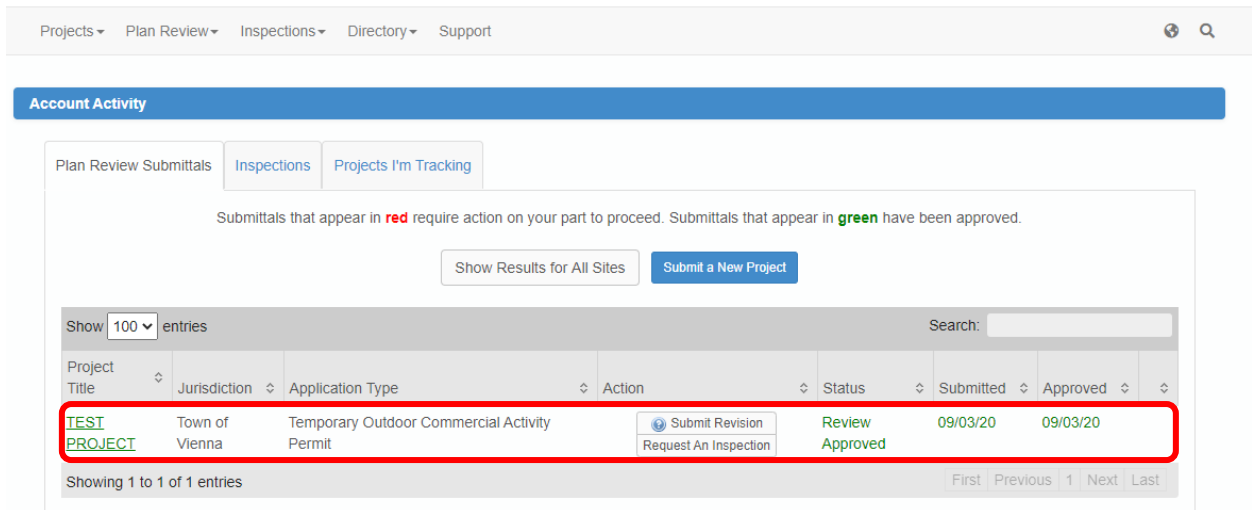 Projects Plan Review Inspections Directory Support
Account Activity
Plan Review Submittals Inspections Projects I'm Tracking
Submittals that appear in red require action on your part to proceed. Submittals that appear in green have been approved.
Show Results for All Sites Submit a New Project
Show 100 entries Search:
Project
Title Jurisdiction Application Type Action Status Submitted Approved
TEST Town of Temporary Outdoor Commercial Activity Submit Revision Review 09/03/20 09/03/20
PROJECT Vienna Permit Request An Inspection Approved
Showing 1 to 1 of 1 entries First Previous 1 Next Last